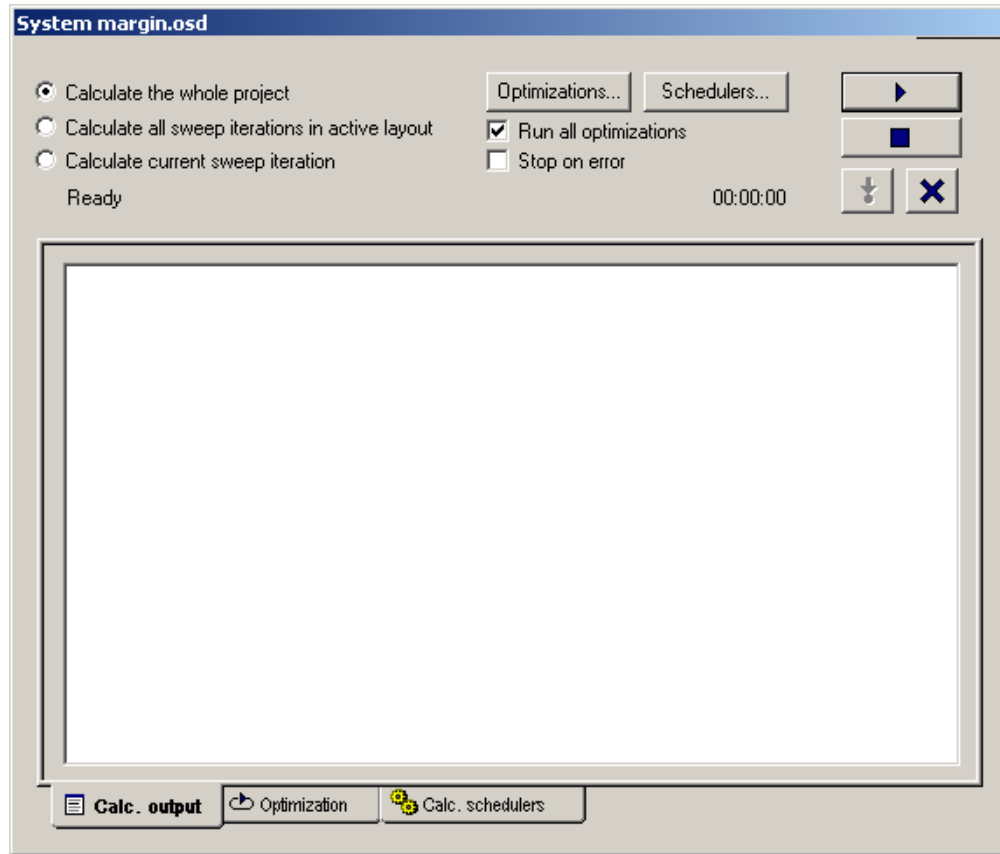 System margin.osd
Calculate the whole project
Optimizations...
Schedulers...
Calculate all sweep iterations in active layout
Run all optimizations
Calculate current sweep iteration
Stop on error
Ready
00:00:00
Calc. output
Optimization
Calc. schedulers